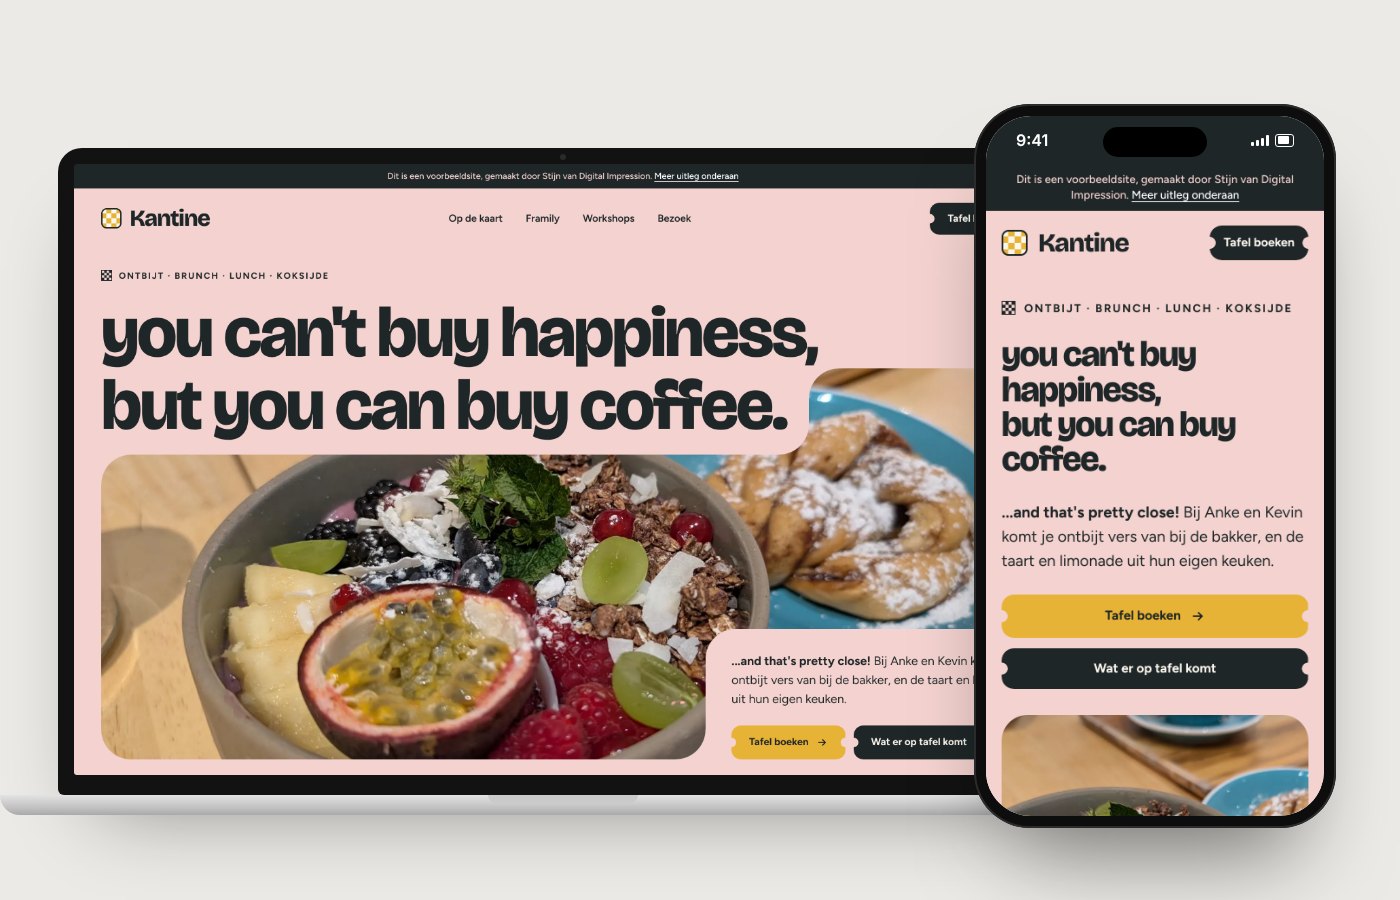 Dit is een voorbeeldsite, gemaakt door Stijn van Digital Impression. Meer uitleg onderaan
Kantine
Op de kaart Framily Workshops Bezoek
Tafel
ONTBIJT · BRUNCH · LUNCH · KOKSIJDE
you can't buy happiness,
but you can buy coffee.
...and that's pretty close! Bij Anke en Kevin
ontbijt vers van bij de bakker, en de taart en
uit hun eigen keuken.
Tafel boeken →
Wat er op tafel komt
9:41
Dit is een voorbeeldsite, gemaakt door Stijn van Digital
Impression. Meer uitleg onderaan
Kantine
Tafel boeken
ONTBIJT · BRUNCH · LUNCH · KOKSIJDE
you can't buy
happiness,
but you can buy
coffee.
...and that's pretty close! Bij Anke en Kevin
komt je ontbijt vers van bij de bakker, en de
taart en limonade uit hun eigen keuken.
Tafel boeken →
Wat er op tafel komt